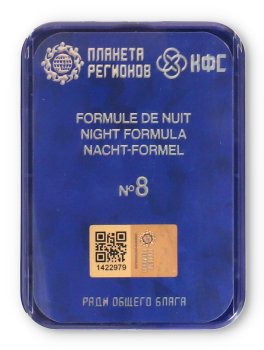 ПЛАНЕТА РЕГИОНОВ
КФС
FORMULE DE NUIT
NIGHT FORMULA
NACHT-FORMEL
№8
1422979
РАДИ ОБЩЕГО БЛАГА